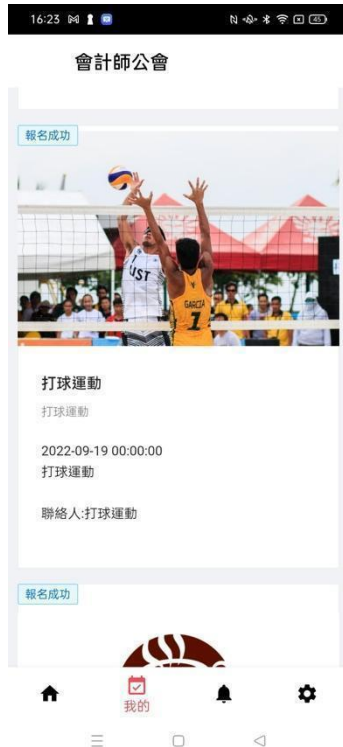 16:23
45
會計師公會
報名成功
UST
GARCIA
7
打球運動
打球運動
2022-09-19 00:00:00
打球運動
聯絡人:打球運動
報名成功
我的